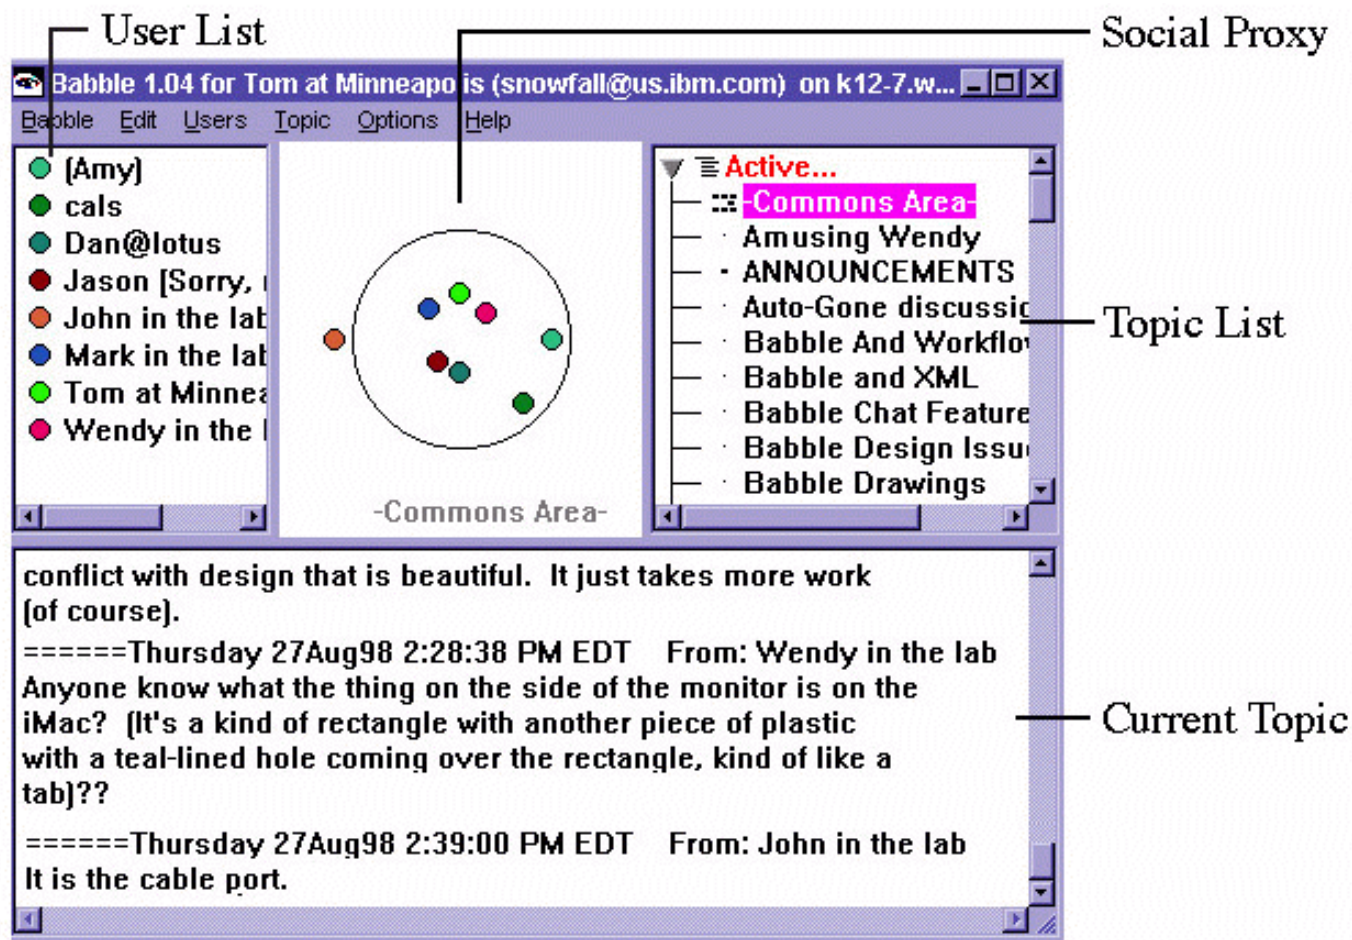 User List
Social Proxy
Babble 1.04 for Tom at Minneapolis (snowfall@us.ibm.com) on k12-7.w...
Babble Edit Users Topic Options Help
(Amy)
cals
Dan@lotus
Jason [Sorry,
John in the lab
Mark in the lab
Tom at Minnea
Wendy in the
-Commons Area-
Active...
-Commons Area-
Amusing Wendy
ANNOUNCEMENTS
Auto-Gone discussio
Babble And Workflo
Babble and XML
Babble Chat Feature
Babble Design Issu
Babble Drawings
Topic List
conflict with design that is beautiful. It just takes more work
(of course).
======Thursday 27Aug98 2:28:38 PM EDT From: Wendy in the lab
Anyone know what the thing on the side of the monitor is on the
iMac? (It's a kind of rectangle with another piece of plastic
with a teal-lined hole coming over the rectangle, kind of like a
tab)??
======Thursday 27Aug98 2:39:00 PM EDT From: John in the lab
It is the cable port.
Current Topic